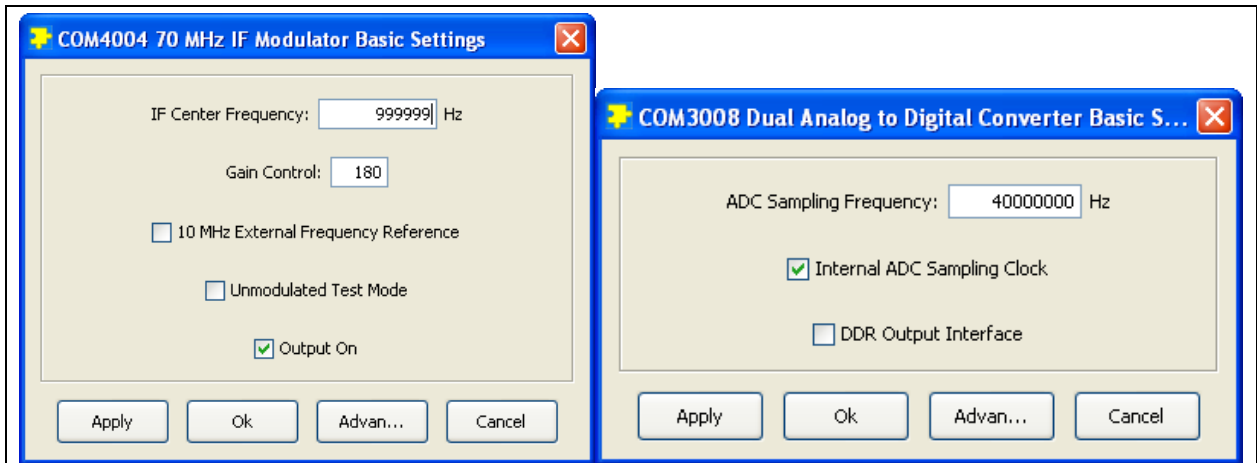 COM4004 70 MHz IF Modulator Basic Settings
IF Center Frequency: 999999 Hz
Gain Control: 180
10 MHz External Frequency Reference
Unmodulated Test Mode
Output On
Apply Ok Advan... Cancel
COM3008 Dual Analog to Digital Converter Basic S...
ADC Sampling Frequency: 40000000 Hz
Internal ADC Sampling Clock
DDR Output Interface
Apply Ok Advan... Cancel